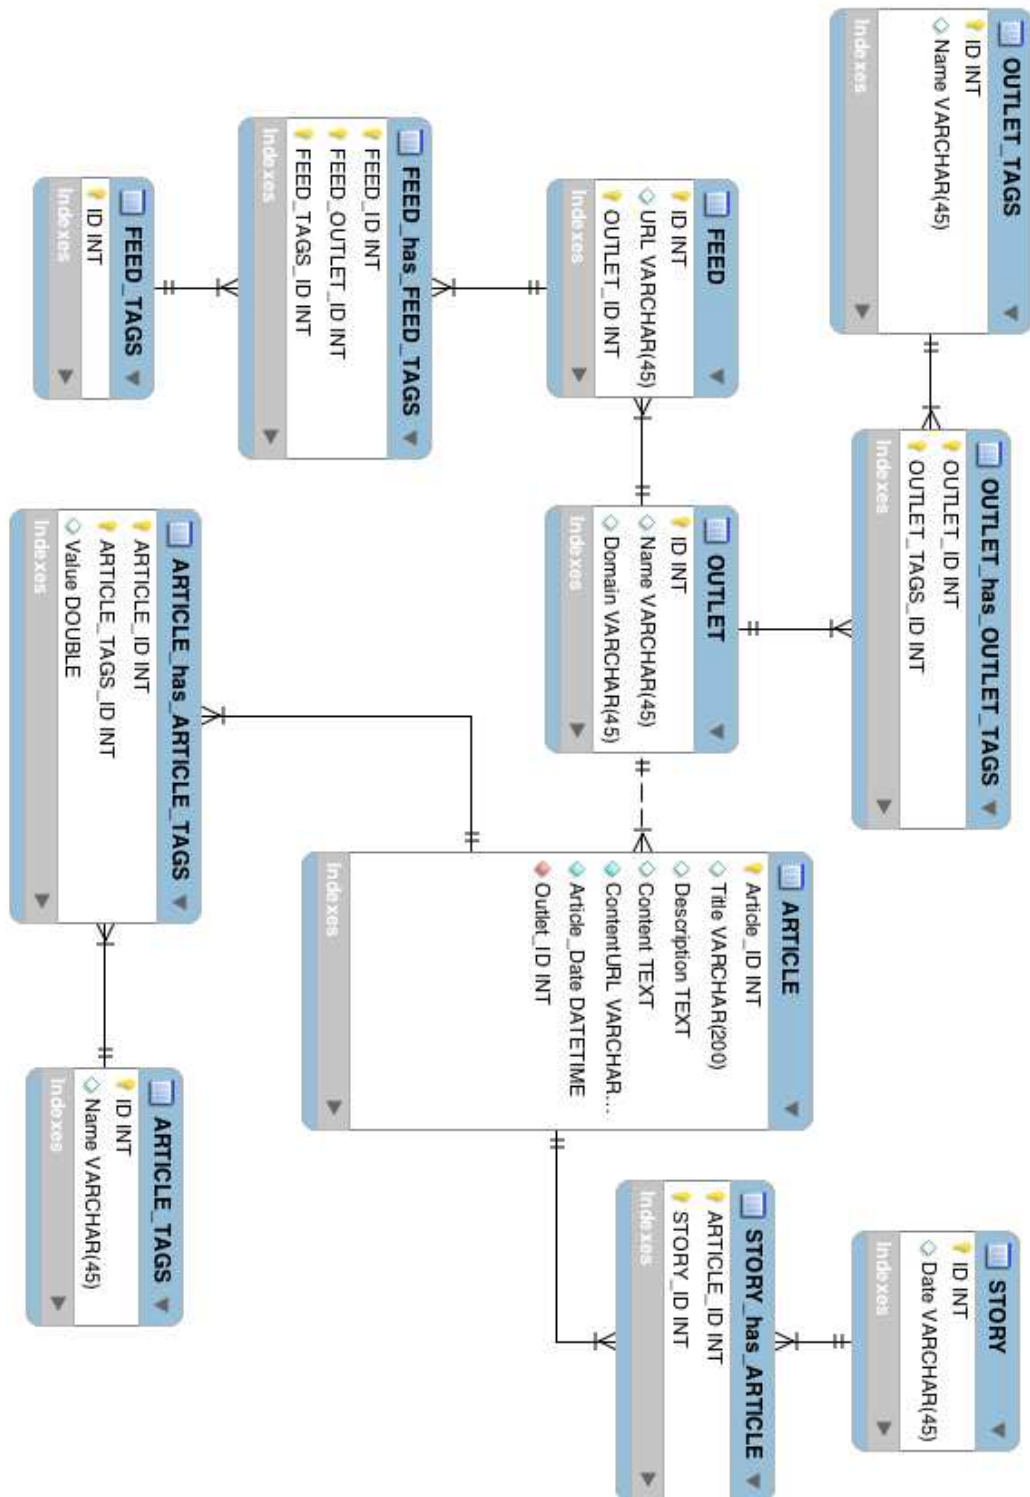 OUTLET_TAGS
ID INT
Name VARCHAR(45)
Indexes
OUTLET_has_OUTLET_TAGS
OUTLET_ID INT
OUTLET_TAGS_ID INT
Indexes
STORY
ID INT
Date VARCHAR(45)
Indexes
FEED
ID INT
URL VARCHAR(45)
OUTLET_ID INT
Indexes
OUTLET
ID INT
Name VARCHAR(45)
Domain VARCHAR(45)
Indexes
ARTICLE
Article_ID INT
Title VARCHAR(200)
Description TEXT
Content TEXT
ContentURL VARCHAR...
Article_Date DATETIME
Outlet_ID INT
Indexes
STORY_has_ARTICLE
ARTICLE_ID INT
STORY_ID INT
Indexes
FEED_has_FEED_TAGS
FEED_ID INT
FEED_OUTLET_ID INT
FEED_TAGS_ID INT
Indexes
FEED_TAGS
ID INT
Indexes
ARTICLE_has_ARTICLE_TAGS
ARTICLE_ID INT
ARTICLE_TAGS_ID INT
Value DOUBLE
Indexes
ARTICLE_TAGS
ID INT
Name VARCHAR(45)
Indexes